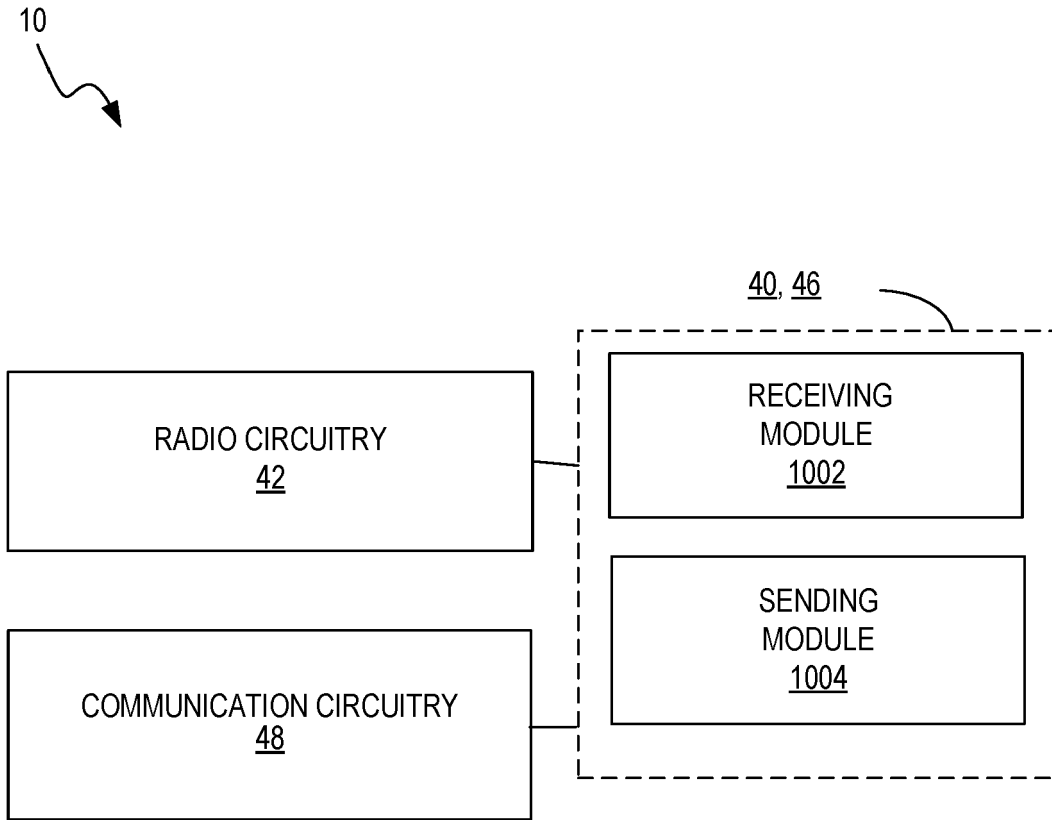 10
40, 46
RADIO CIRCUITRY
42
RECEIVING
MODULE
1002
SENDING
MODULE
1004
COMMUNICATION CIRCUITRY
48